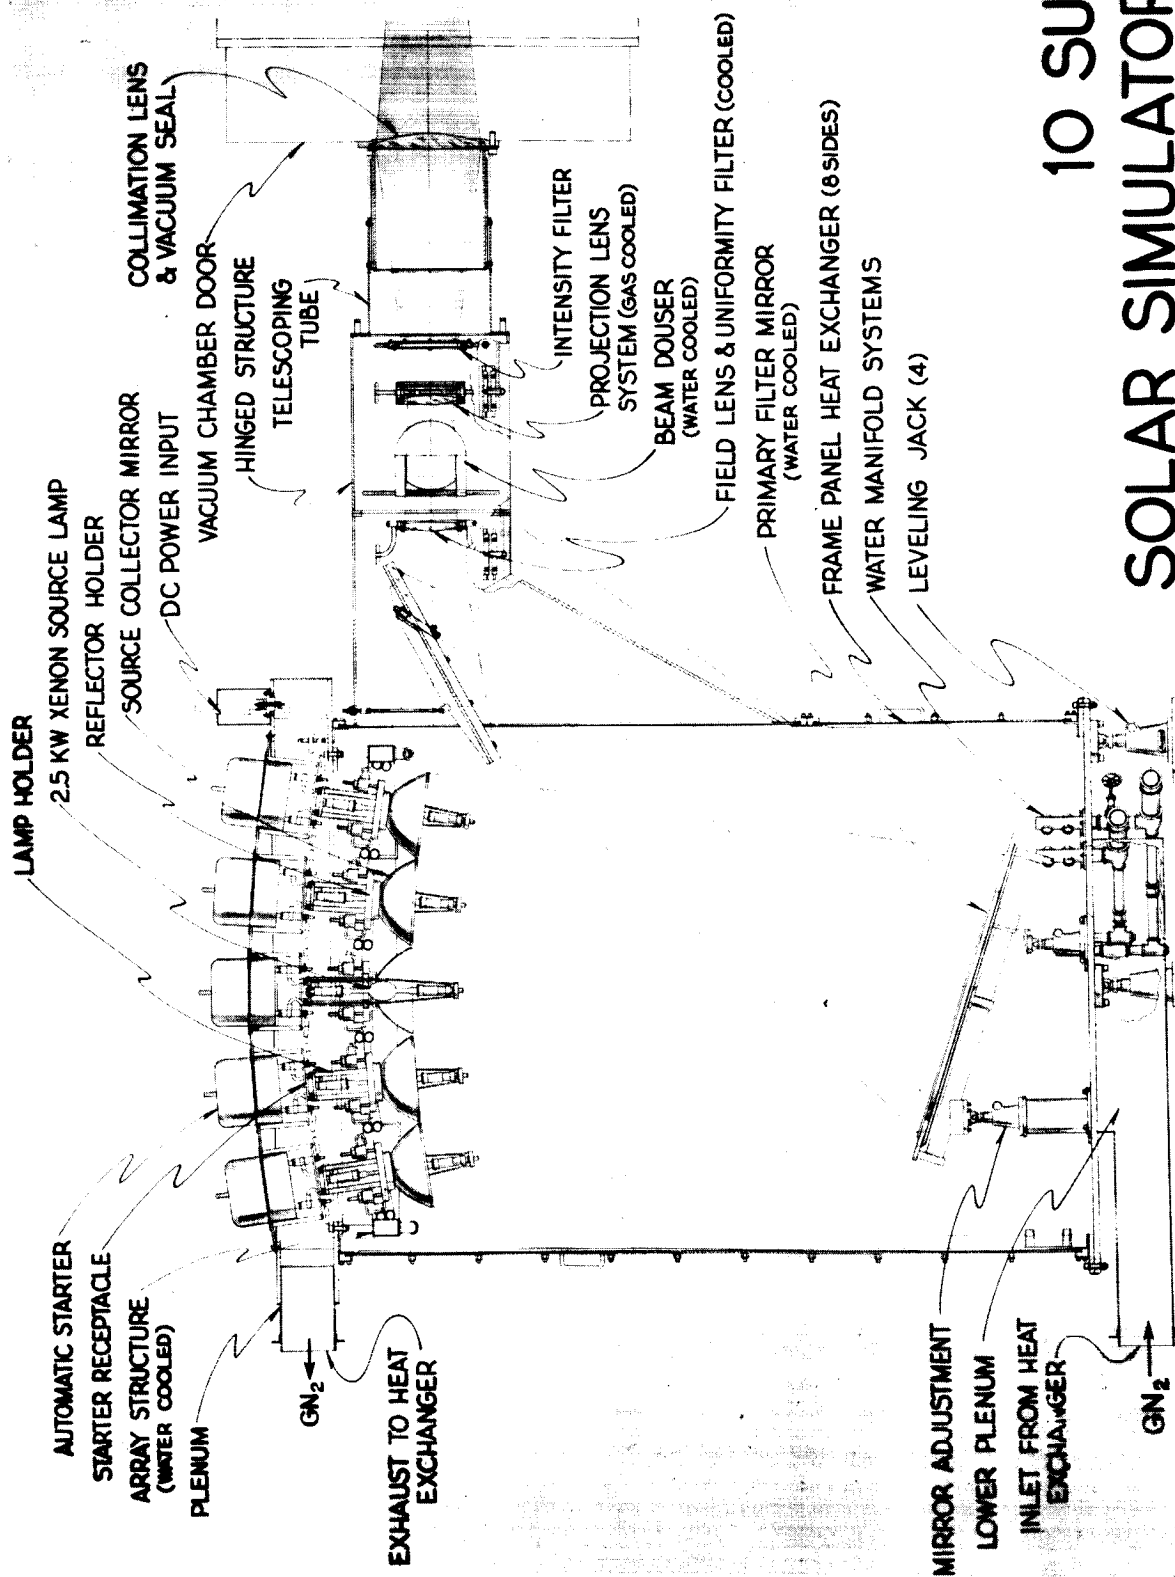 LAMP HOLDER
2.5 KW XENON SOURCE LAMP
REFLECTOR HOLDER
SOURCE COLLECTOR MIRROR
DC POWER INPUT
VACUUM CHAMBER DOOR
HINGED STRUCTURE
TELESCOPING
TUBE
COLLIMATION LENS
& VACUUM SEAL
AUTOMATIC STARTER
STARTER RECEPTACLE
ARRAY STRUCTURE
(WATER COOLED)
PLENUM
GN2
EXHAUST TO HEAT
EXCHANGER
INTENSITY FILTER
PROJECTION LENS
SYSTEM (GAS COOLED)
BEAM DOUSER
(WATER COOLED)
FIELD LENS & UNIFORMITY FILTER (COOLED)
PRIMARY FILTER MIRROR
(WATER COOLED)
FRAME PANEL HEAT EXCHANGER (8 SIDES)
WATER MANIFOLD SYSTEMS
LEVELING JACK (4)
MIRROR ADJUSTMENT
LOWER PLENUM
INLET FROM HEAT
EXCHANGER
GN2
10 SU
SOLAR SIMULATOR